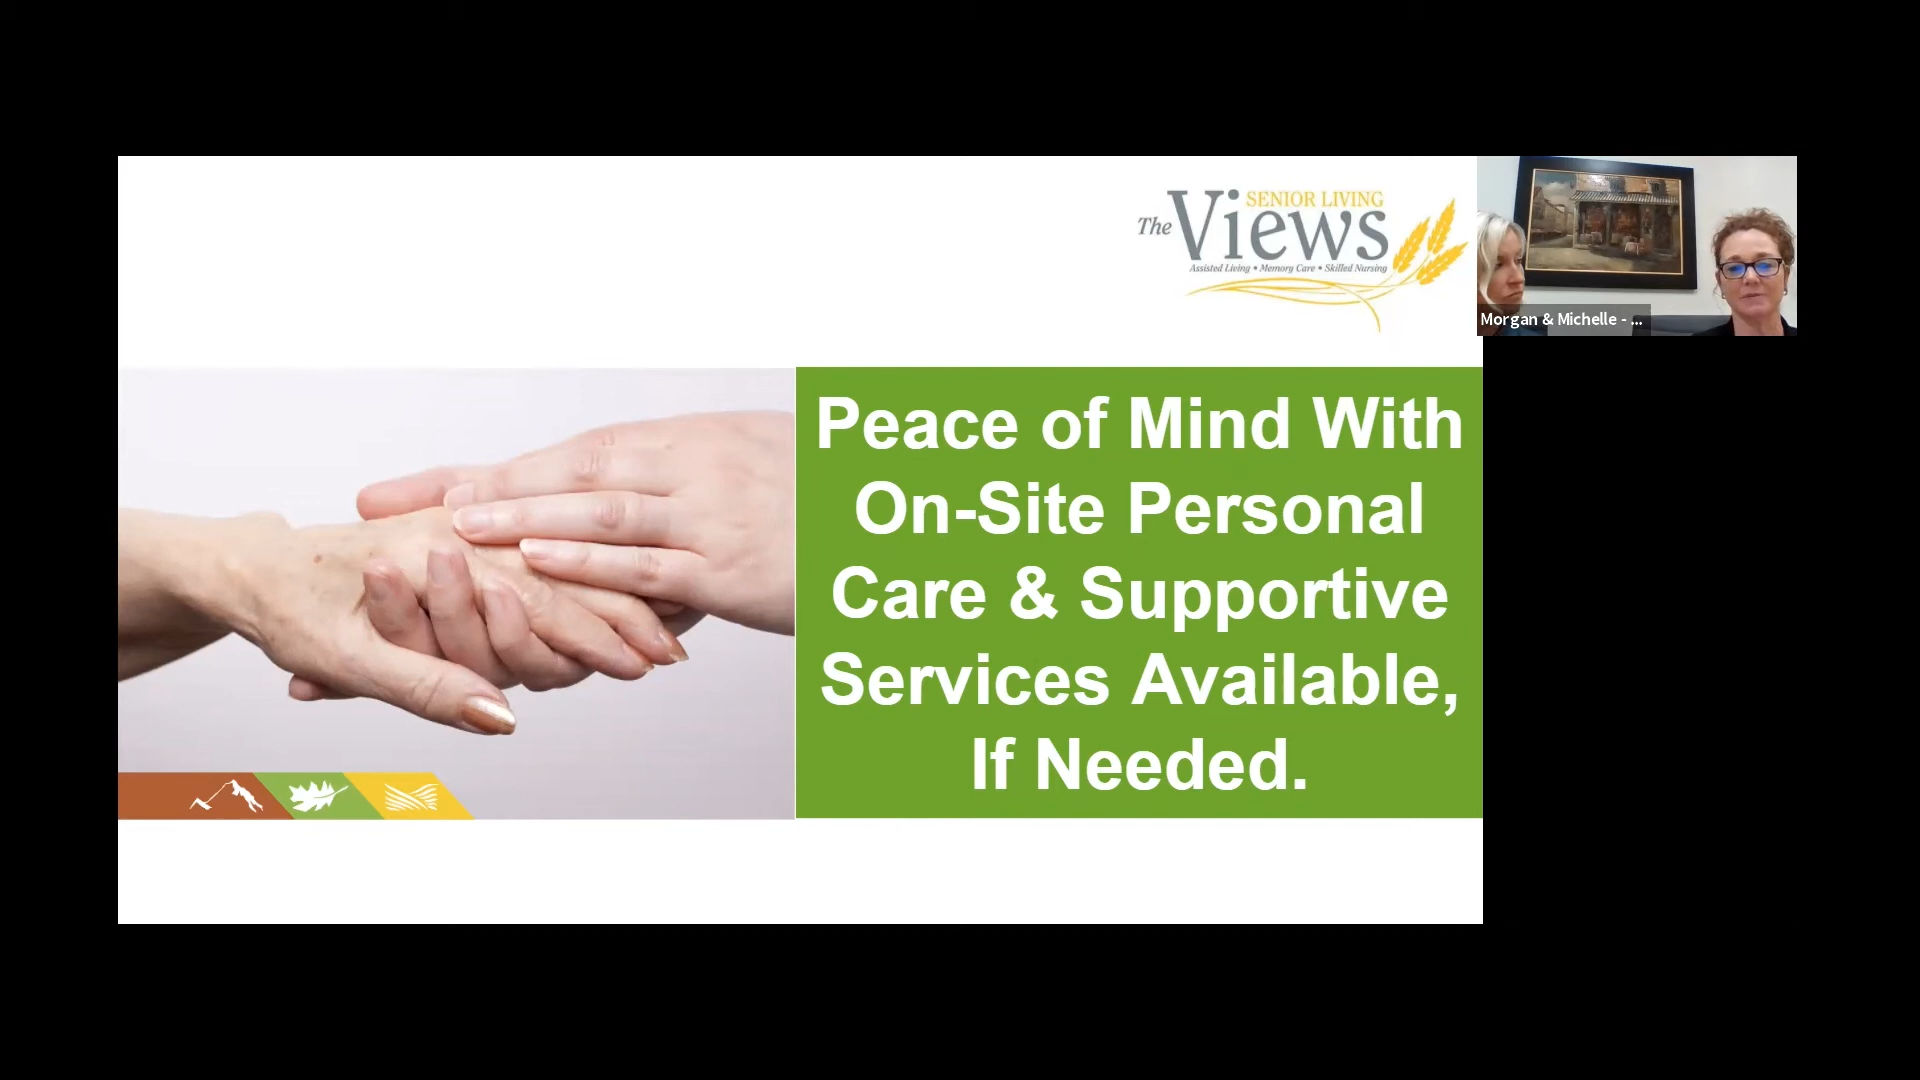 SENIOR LIVING
The Views
Assisted Living • Memory Care • Skilled Nursing
Morgan & Michelle - ...
Peace of Mind With
On-Site Personal
Care & Supportive
Services Available,
If Needed.